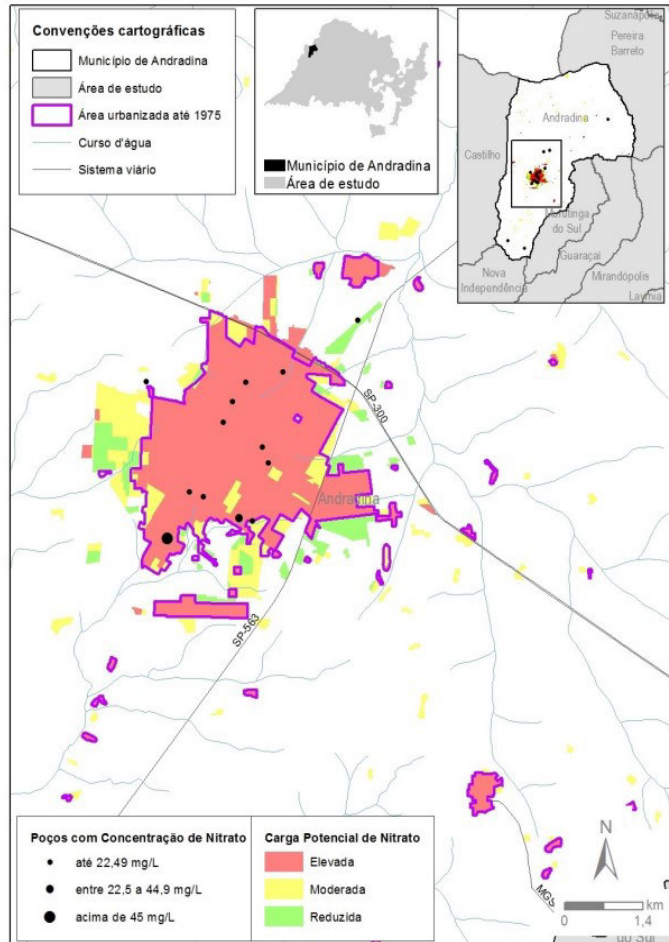 Convenções cartográficas
Município de Andradina
Área de estudo
Área urbanizada até 1975
Curso d'água
Sistema viário
Município de Andradina
Área de estudo
Suzanápolis
Pereira
Barreto
Andradina
Castilho
Murutinga
do Sul
Guaraçaí
Nova
Independência
Mirandópolis
Lavínia
SP-300
Andradina
SP-563
MGS
Poços com Concentração de Nitrato
até 22,49 mg/L
entre 22,5 a 44,9 mg/L
acima de 45 mg/L
Carga Potencial de Nitrato
Elevada
Moderada
Reduzida
N
km
0
1,4
do Sul